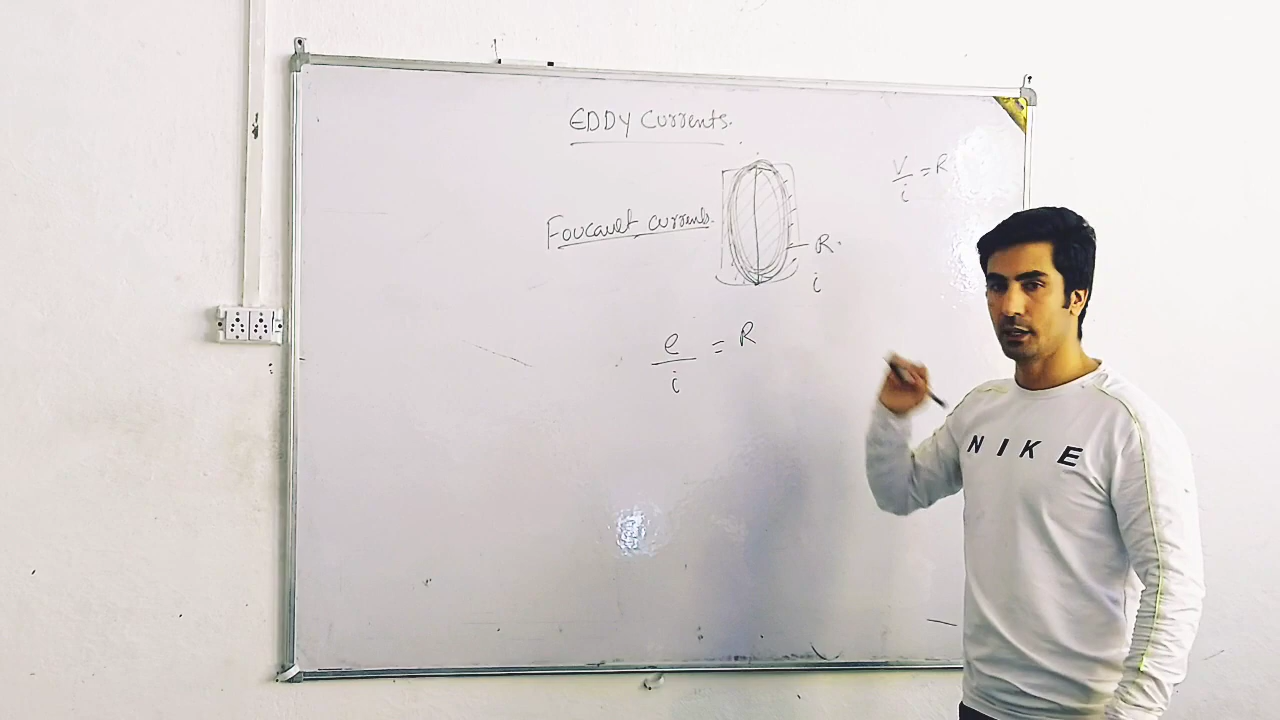 EDDY Currents.
Foucault currents.
R.
i
V/i = R
e/i = R
NIKE